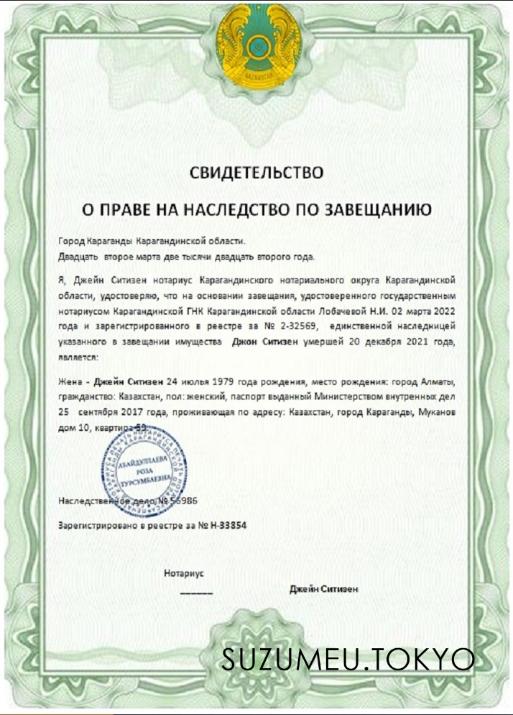 КАЗАКСТАН
СВИДЕТЕЛЬСТВО
О ПРАВЕ НА НАСЛЕДСТВО ПО ЗАВЕЩАНИЮ
Город Караганды Карагандинской области.
Двадцать второе марта две тысячи двадцать второго года.
Я, Джейн Ситизен нотариус Карагандинского нотариального округа Карагандинской
области, удостоверяю, что на основании завещания, удостоверенного государственным
нотариусом Карагандинской ГНК Карагандинской области Лобачевой Н.И. 02 марта 2022
года и зарегистрированного в реестре за № 2-32569, единственной наследницей
указанного в завещании имущества Джон Ситизен умершей 20 декабря 2021 года,
является:
Жена - Джейн Ситизен 24 июлья 1979 года рождения, место рождения: город Алматы,
гражданство: Казахстан, пол: женский, паспорт выданный Министерством внутренных дел
25 сентября 2017 года, проживающая по адресу: Казахстан, город Караганды, Муканов
дом 10, квартира 59.
АБАЙДУЛЛАЕВА
РОЗА
ТУРСУМБАЕВНА
Наследственное дело № 56986
Зарегистрировано в реестре за № Н-33854
Нотариус
______ Джейн Ситизен
SUZUMEU.TOKYO